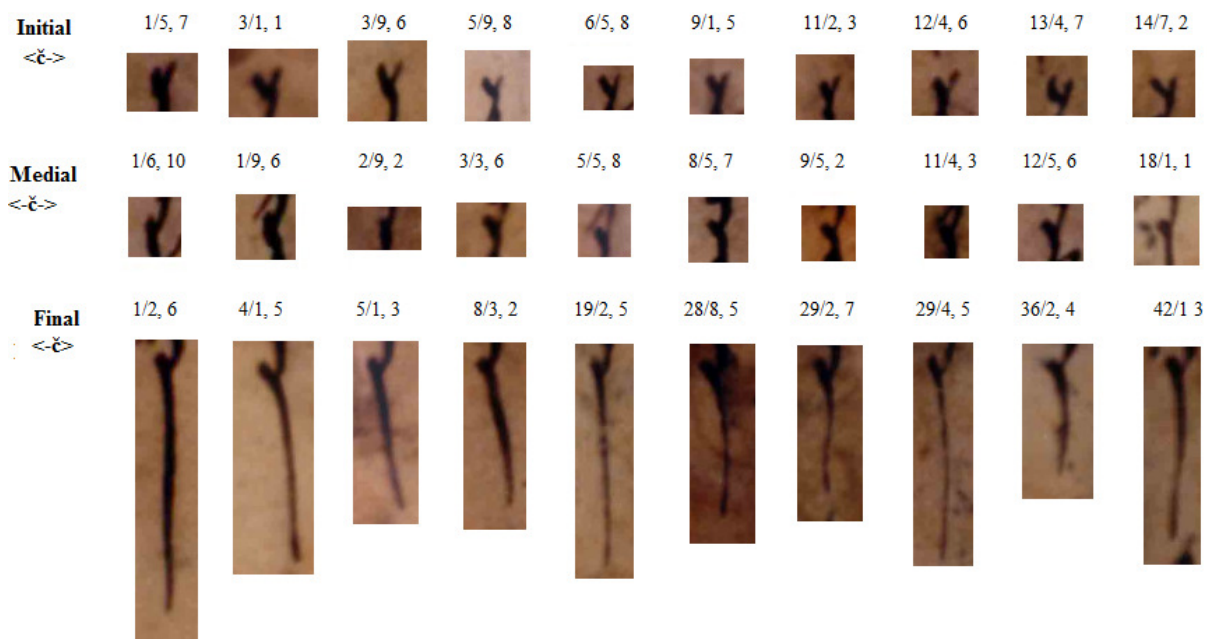 Initial 1/5, 7 3/1, 1 3/9, 6 5/9, 8 6/5, 8 9/1, 5 11/2, 3 12/4, 6 13/4, 7 14/7, 2
<č->
Medial 1/6, 10 1/9, 6 2/9, 2 3/3, 6 5/5, 8 8/5, 7 9/5, 2 11/4, 3 12/5, 6 18/1, 1
<-č->
Final 1/2, 6 4/1, 5 5/1, 3 8/3, 2 19/2, 5 28/8, 5 29/2, 7 29/4, 5 36/2, 4 42/1 3
<-č>